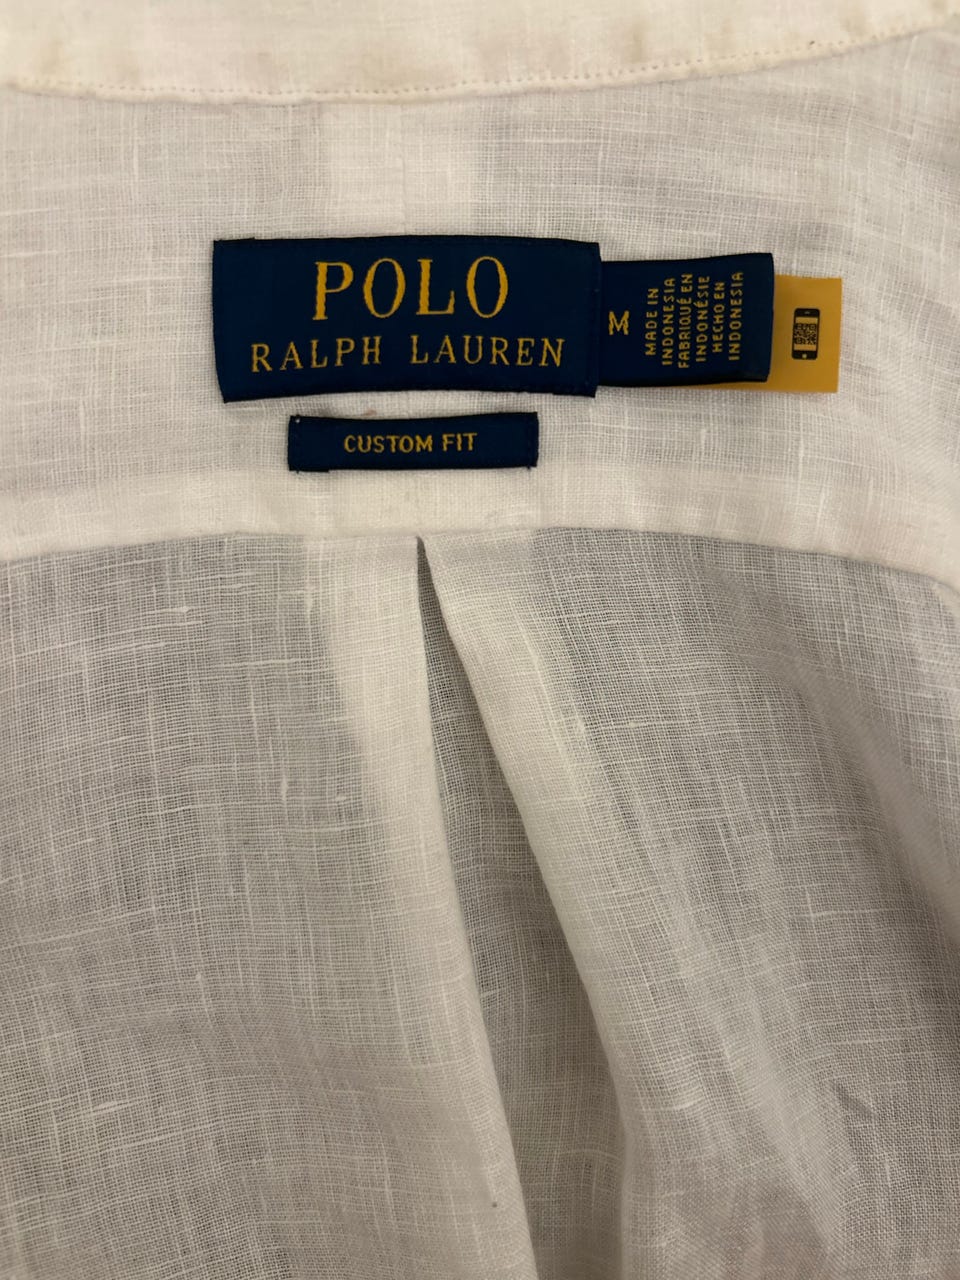 POLO
RALPH LAUREN
M
MADE IN
INDONESIA
FABRIQUÉ EN
INDONÉSIE
HECHO EN
INDONESIA
CUSTOM FIT